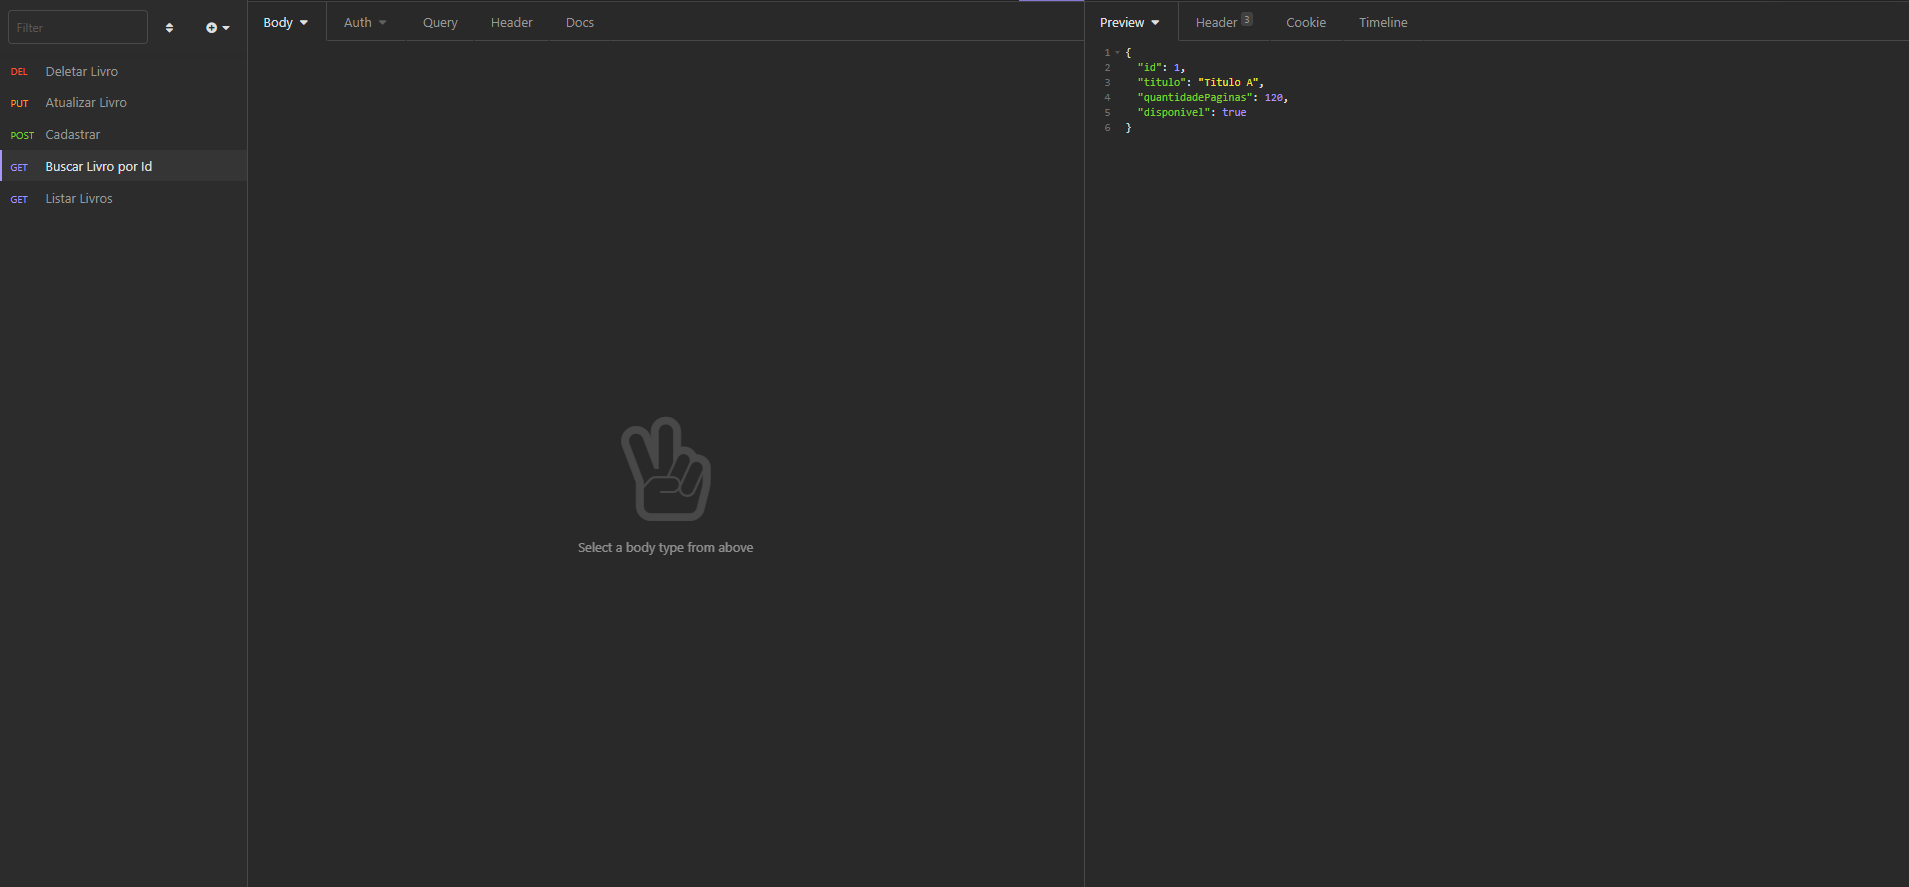 Filter
DEL Deletar Livro
PUT Atualizar Livro
POST Cadastrar
GET Buscar Livro por Id
GET Listar Livros
Body Auth Query Header Docs
Select a body type from above
Preview Header 3 Cookie Timeline
1 {
2 "id": 1,
3 "titulo": "Titulo A",
4 "quantidadePaginas": 120,
5 "disponivel": true
6 }